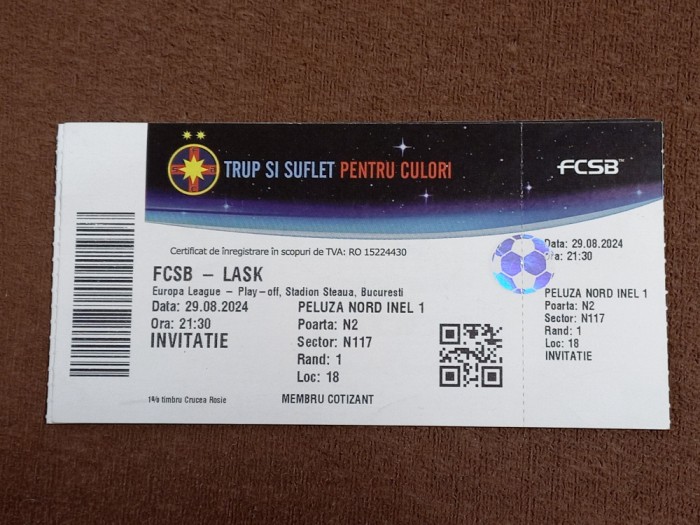 TRUP SI SUFLET PENTRU CULORI
FCSB™
Certificat de înregistrare în scopuri de TVA: RO 15224430
FCSB – LASK
Europa League – Play-off, Stadion Steaua, Bucuresti
Data: 29.08.2024
Ora: 21:30
INVITATIE
PELUZA NORD INEL 1
Poarta: N2
Sector: N117
Rand: 1
Loc: 18
timbru Crucea Rosie
MEMBRU COTIZANT
Data: 29.08.2024
21:30
PELUZA NORD INEL 1
Poarta: N2
Sector: N117
Rand: 1
Loc: 18
INVITATIE